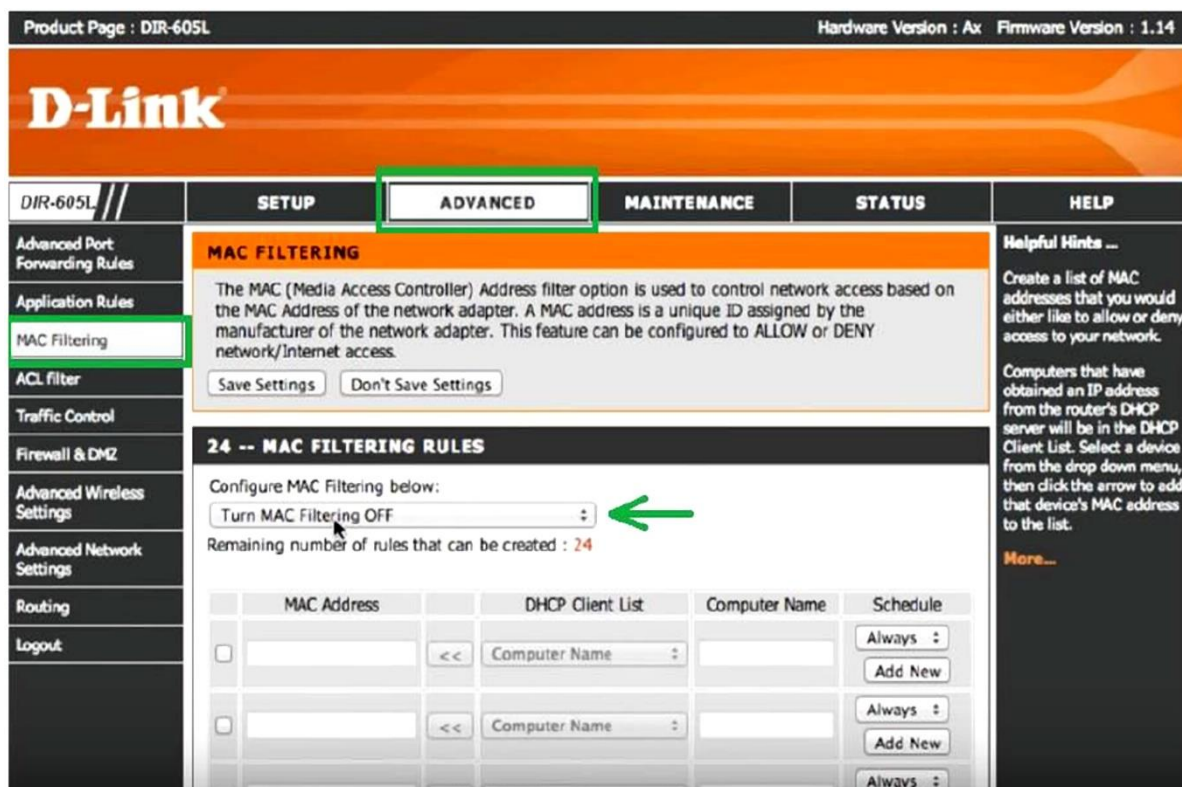 Product Page : DIR-605L
Hardware Version : Ax Firmware Version : 1.14
D-Link
DIR-605L
SETUP
ADVANCED
MAINTENANCE
STATUS
HELP
Advanced Port
Forwarding Rules
Application Rules
MAC Filtering
ACL filter
Traffic Control
Firewall & DMZ
Advanced Wireless
Settings
Advanced Network
Settings
Routing
Logout
MAC FILTERING
The MAC (Media Access Controller) Address filter option is used to control network access based on
the MAC Address of the network adapter. A MAC address is a unique ID assigned by the
manufacturer of the network adapter. This feature can be configured to ALLOW or DENY
network/Internet access.
Save Settings
Don't Save Settings
24 -- MAC FILTERING RULES
Configure MAC Filtering below:
Turn MAC Filtering OFF
Remaining number of rules that can be created : 24
MAC Address
DHCP Client List
Computer Name
Schedule
<<
Computer Name
Always
Add New
<<
Computer Name
Always
Add New
Always
Helpful Hints ...
Create a list of MAC
addresses that you would
either like to allow or deny
access to your network.
Computers that have
obtained an IP address
from the router's DHCP
server will be in the DHCP
Client List. Select a device
from the drop down menu,
then click the arrow to add
that device's MAC address
to the list.
More...